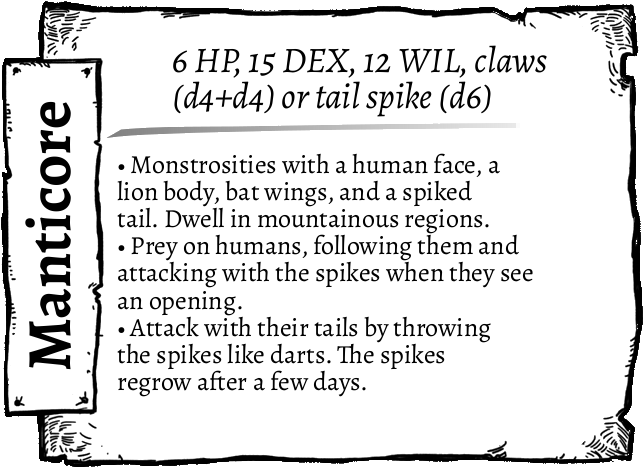 Manticore
6 HP, 15 DEX, 12 WIL, claws
(d4+d4) or tail spike (d6)
• Monstrosities with a human face, a
lion body, bat wings, and a spiked
tail. Dwell in mountainous regions.
• Prey on humans, following them and
attacking with the spikes when they see
an opening.
• Attack with their tails by throwing
the spikes like darts. The spikes
regrow after a few days.